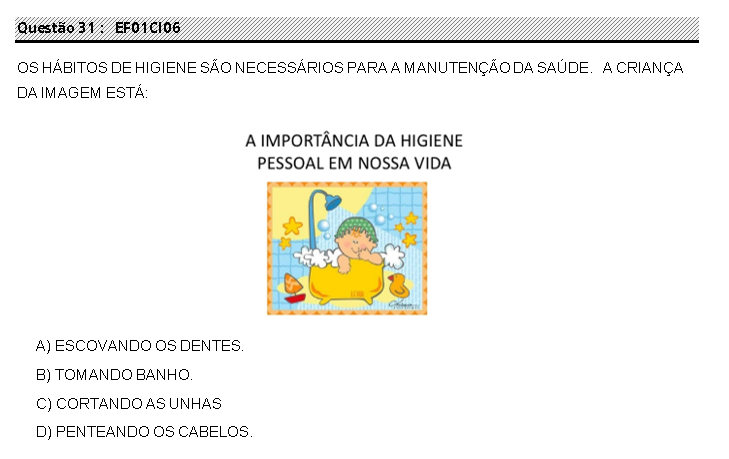 Questão 31 : EF01CI06
OS HÁBITOS DE HIGIENE SÃO NECESSÁRIOS PARA A MANUTENÇÃO DA SAÚDE. A CRIANÇA
DA IMAGEM ESTÁ:
A IMPORTÂNCIA DA HIGIENE
PESSOAL EM NOSSA VIDA
A) ESCOVANDO OS DENTES.
B) TOMANDO BANHO.
C) CORTANDO AS UNHAS
D) PENTEANDO OS CABELOS.